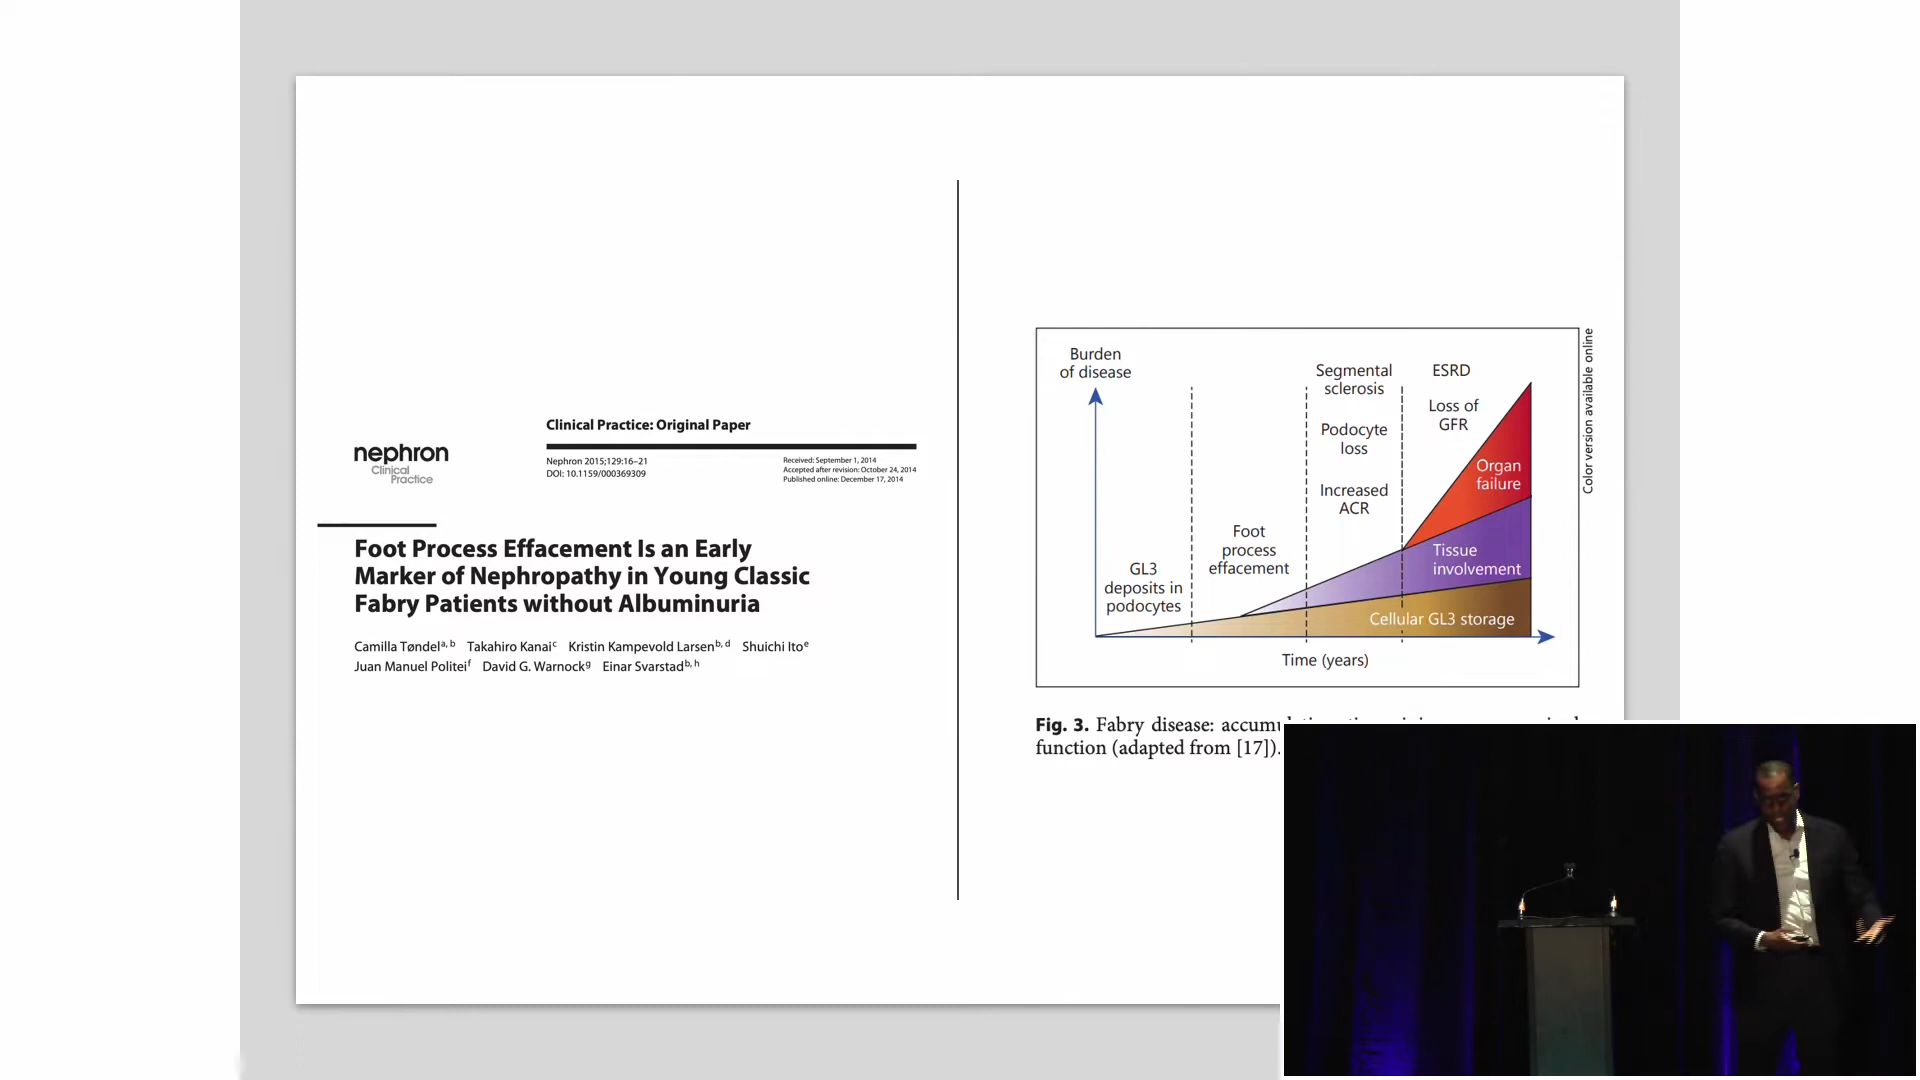 Clinical Practice: Original Paper
nephron
Clinical
Practice
Nephron 2015;129:16–21
DOI: 10.1159/000369309
Received: September 1, 2014
Accepted after revision: October 24, 2014
Published online: December 17, 2014
Foot Process Effacement Is an Early
Marker of Nephropathy in Young Classic
Fabry Patients without Albuminuria
Camilla Tøndel a, b Takahiro Kanai c Kristin Kampevold Larsen b, d Shuichi Ito e
Juan Manuel Politei f David G. Warnock g Einar Svarstad b, h
Burden
of disease
GL3
deposits in
podocytes
Foot
process
effacement
Segmental
sclerosis
Podocyte
loss
Increased
ACR
ESRD
Loss of
GFR
Organ
failure
Tissue
involvement
Cellular GL3 storage
Time (years)
Color version available online
Fig. 3. Fabry disease:
function (adapted from [17]).